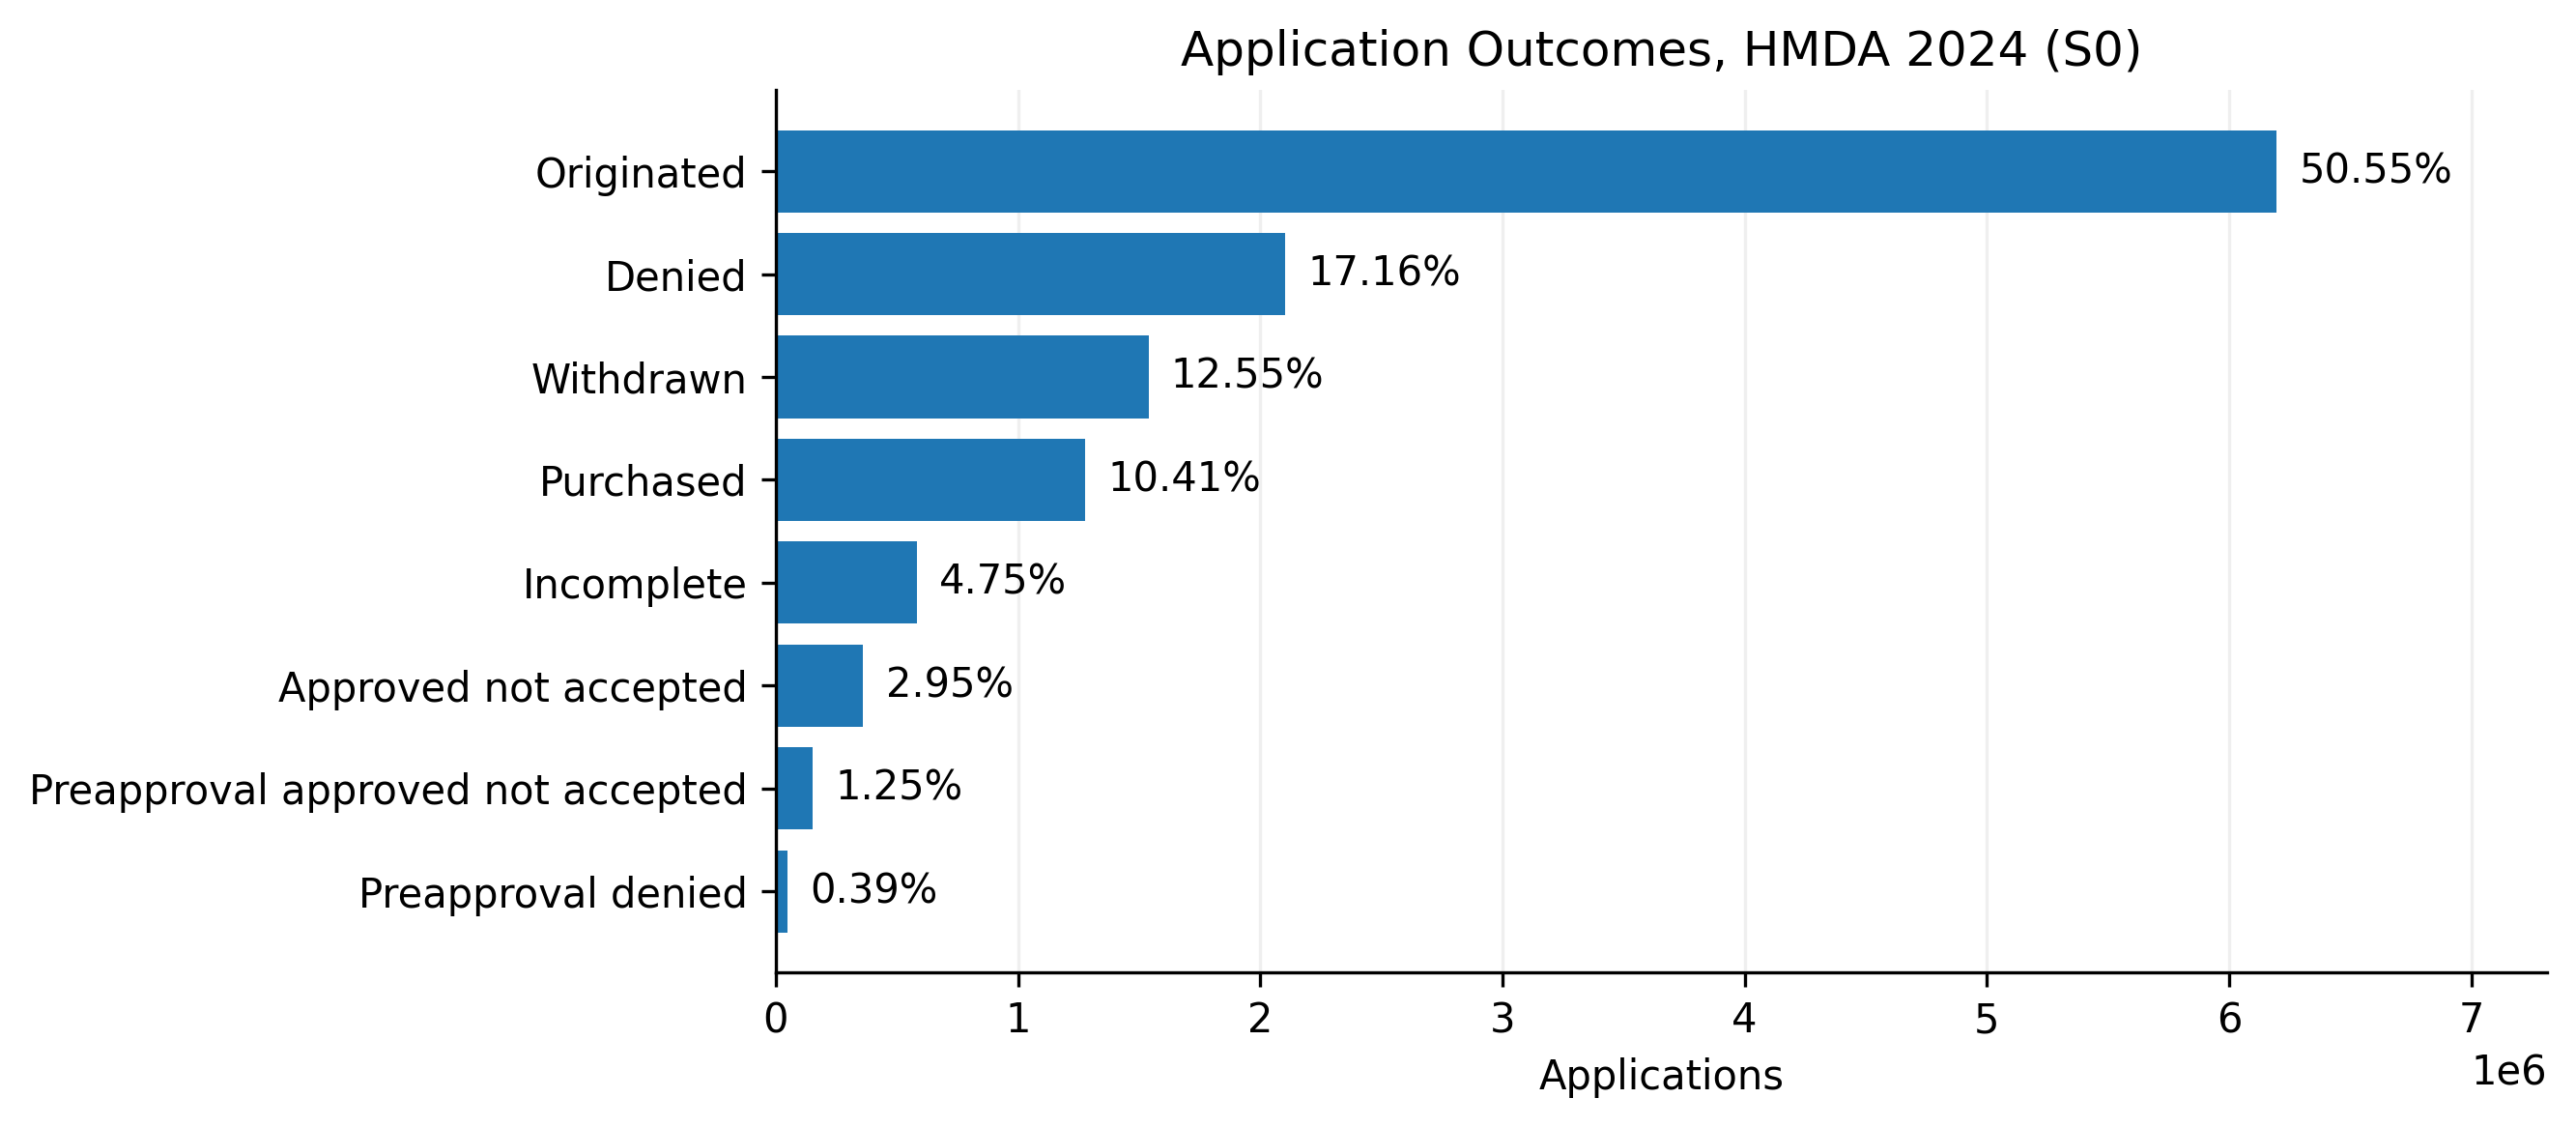 Application Outcomes, HMDA 2024 (S0)
Originated 50.55%
Denied 17.16%
Withdrawn 12.55%
Purchased 10.41%
Incomplete 4.75%
Approved not accepted 2.95%
Preapproval approved not accepted 1.25%
Preapproval denied 0.39%
0 1 2 3 4 5 6 7
Applications 1e6